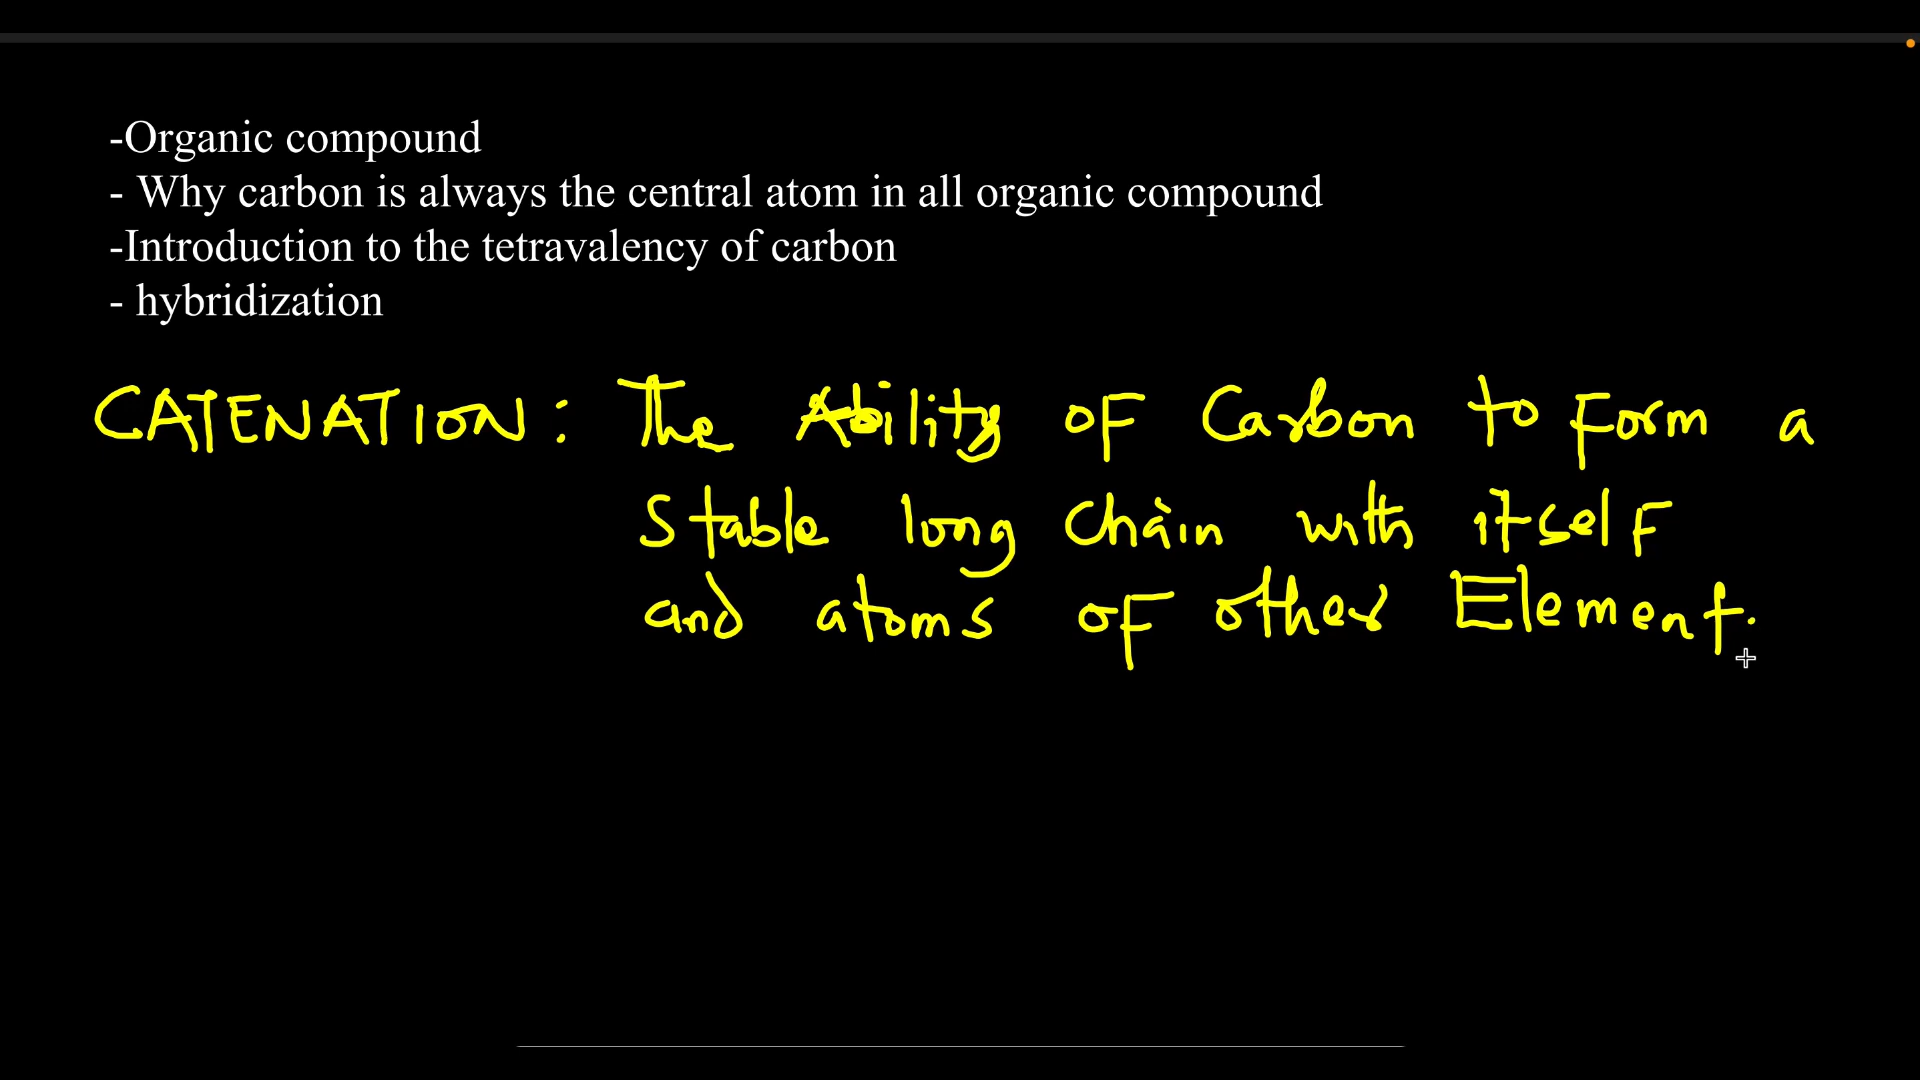 -Organic compound
- Why carbon is always the central atom in all organic compound
-Introduction to the tetravalency of carbon
- hybridization
CATENATION: The Ability of Carbon to form a
Stable long Chain with itself
and atoms of other Element.